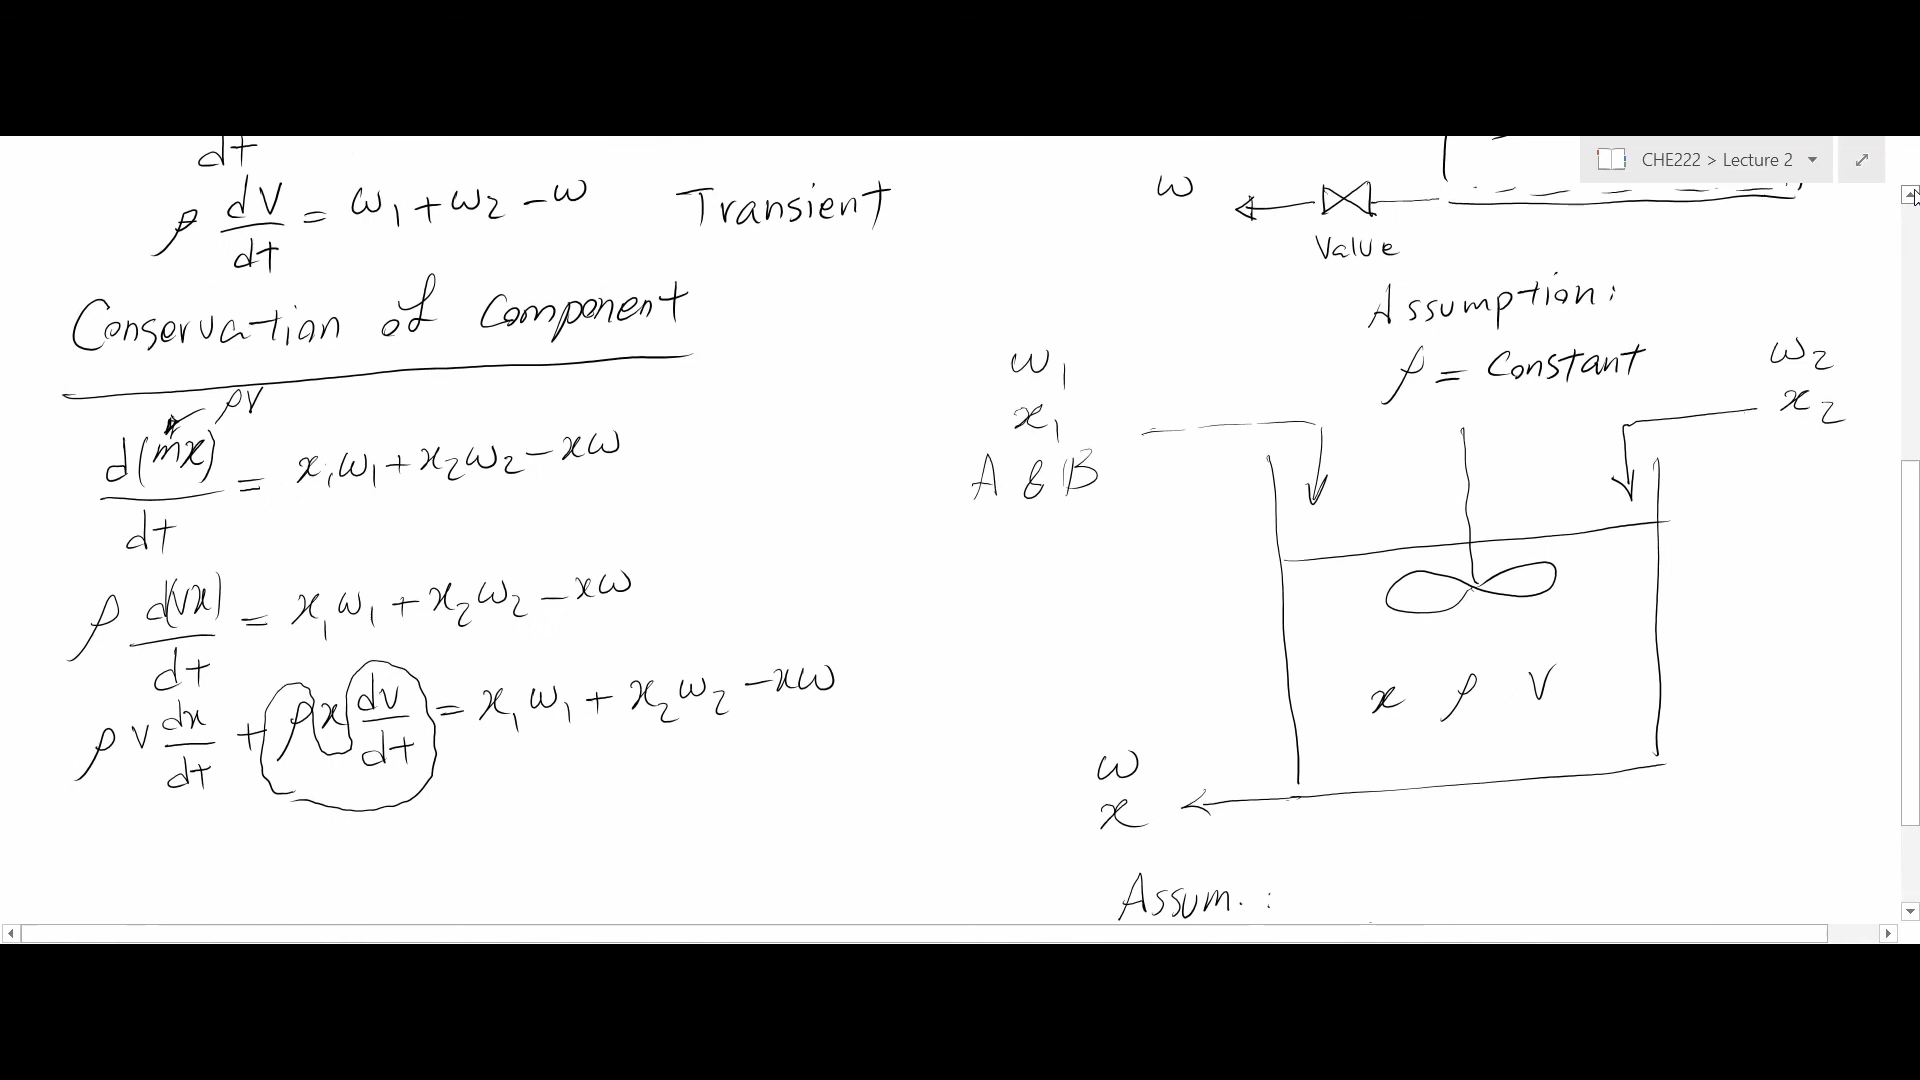 dt
ρ dV/dt = ω₁ + ω₂ - ω Transient
Conservation of Component
ρV
d(mx)/dt = x₁ω₁ + x₂ω₂ - xω
ρ d(Vx)/dt = x₁ω₁ + x₂ω₂ - xω
ρV dx/dt + ρx dV/dt = x₁ω₁ + x₂ω₂ - xω
CHE222 > Lecture 2
ω
Value
Assumption:
ρ = Constant
ω₁
x₁
A & B
ω₂
x₂
x ρ V
ω
x
Assum. :